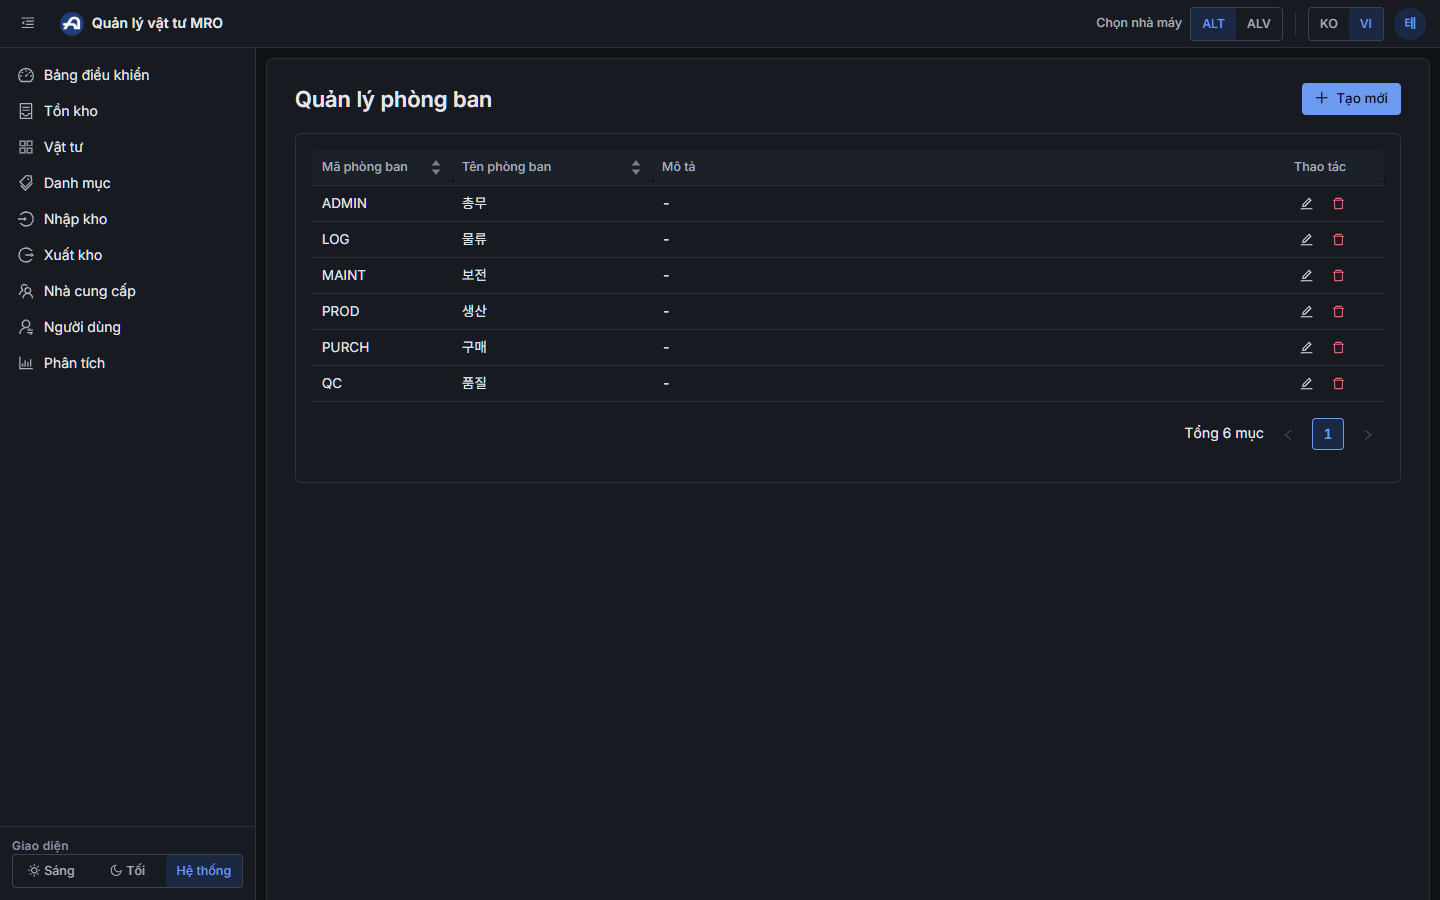 Quản lý vật tư MRO
Chọn nhà máy ALT ALV KO VI 테
Bảng điều khiển
Tồn kho
Vật tư
Danh mục
Nhập kho
Xuất kho
Nhà cung cấp
Người dùng
Phân tích
Giao diện
Sáng Tối Hệ thống
Quản lý phòng ban
Tạo mới
Mã phòng ban Tên phòng ban Mô tả Thao tác
ADMIN 총무 -
LOG 물류 -
MAINT 보전 -
PROD 생산 -
PURCH 구매 -
QC 품질 -
Tổng 6 mục 1